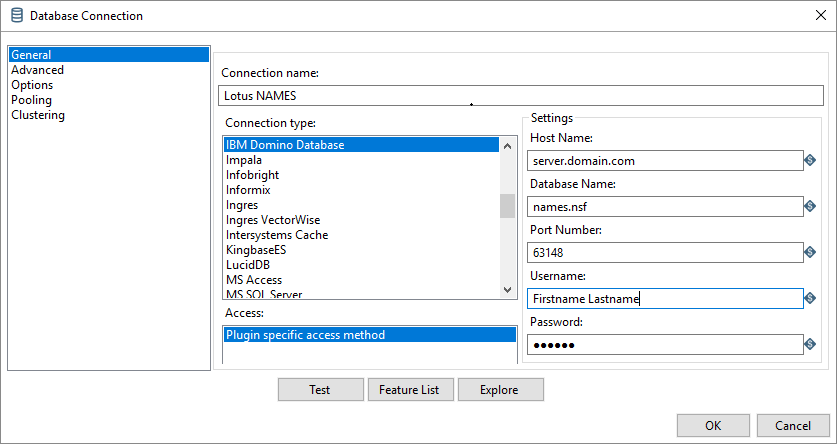 Database Connection
General
Advanced
Options
Pooling
Clustering
Connection name:
Lotus NAMES
Connection type:
IBM Domino Database
Impala
Infobright
Informix
Ingres
Ingres VectorWise
Intersystems Cache
KingbaseES
LucidDB
MS Access
MS SQL Server
Access:
Plugin specific access method
Settings
Host Name:
server.domain.com
Database Name:
names.nsf
Port Number:
63148
Username:
Firstname Lastname
Password:
●●●●●●
Test
Feature List
Explore
OK
Cancel